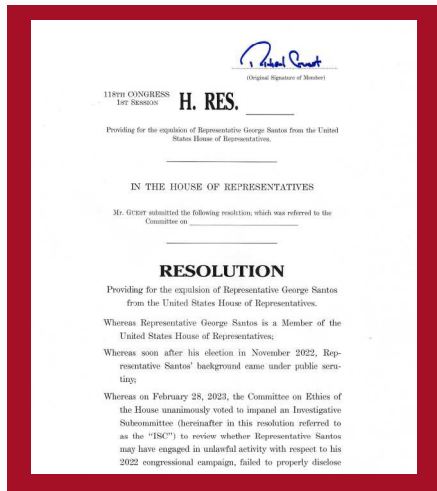 Michael Guest
(Original Signature of Member)
118TH CONGRESS
1ST SESSION
H. RES.
Providing for the expulsion of Representative George Santos from the United
States House of Representatives.
IN THE HOUSE OF REPRESENTATIVES
Mr. GUEST submitted the following resolution; which was referred to the
Committee on
RESOLUTION
Providing for the expulsion of Representative George Santos
from the United States House of Representatives.
Whereas Representative George Santos is a Member of the
United States House of Representatives;
Whereas soon after his election in November 2022, Rep-
resentative Santos' background came under public scru-
tiny;
Whereas on February 28, 2023, the Committee on Ethics of
the House unanimously voted to impanel an Investigative
Subcommittee (hereinafter in this resolution referred to
as the "ISC") to review whether Representative Santos
may have engaged in unlawful activity with respect to his
2022 congressional campaign, failed to properly disclose